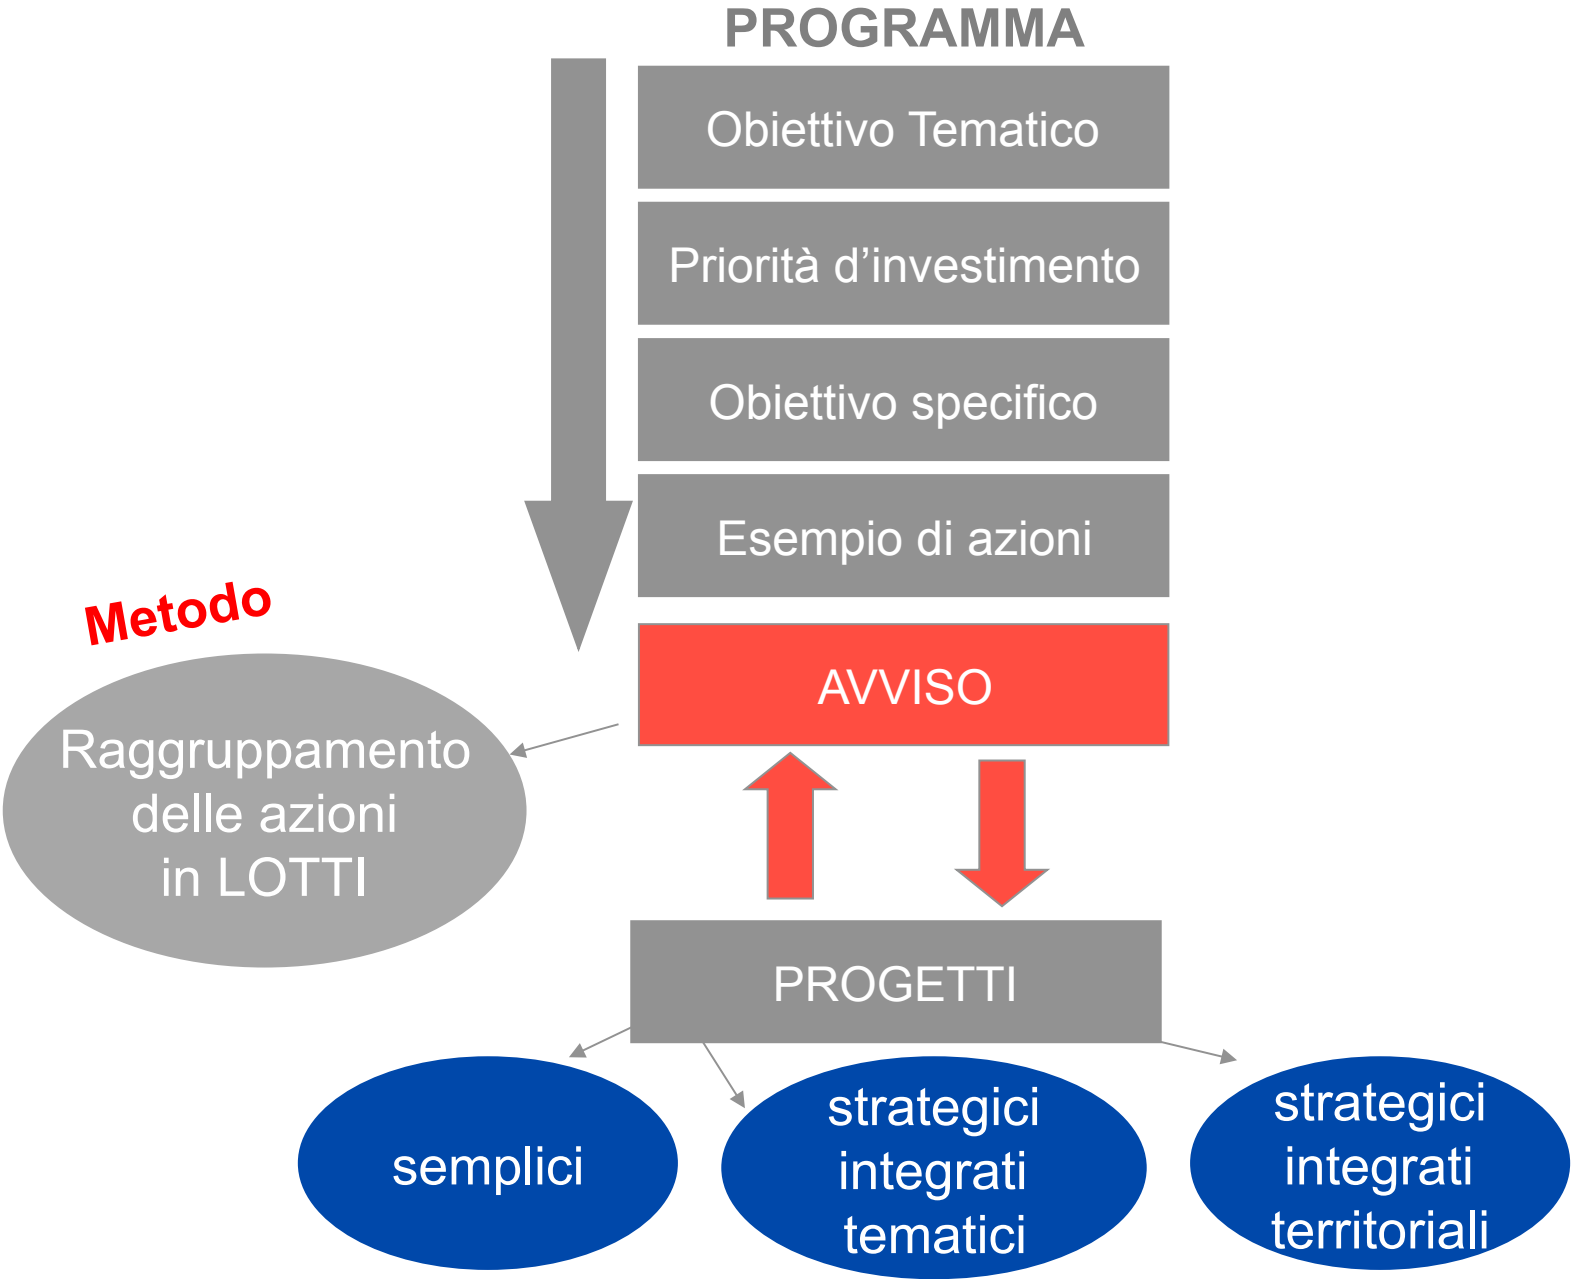 PROGRAMMA
Obiettivo Tematico
Priorità d’investimento
Obiettivo specifico
Esempio di azioni
Metodo
AVVISO
Raggruppamento
delle azioni
in LOTTI
PROGETTI
semplici
strategici
integrati
tematici
strategici
integrati
territoriali